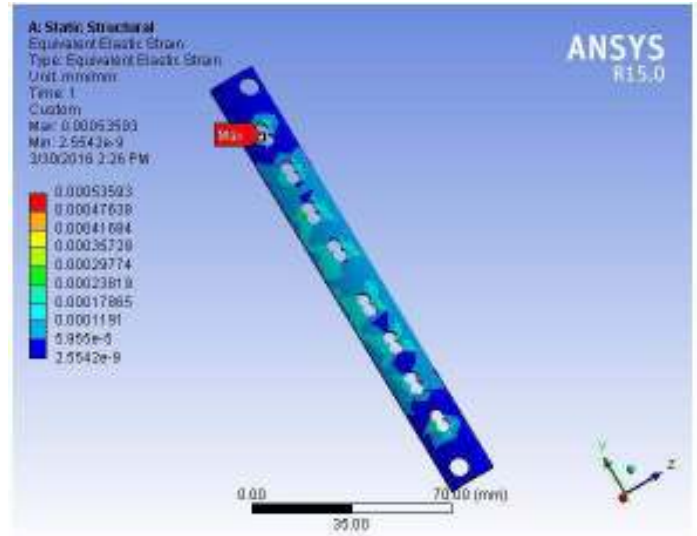 A: Static Structural
Equivalent Elastic Strain
Type: Equivalent Elastic Strain
Unit: mm/mm
Time: 1
Custom
Max: 0.00053593
Min: 2.5542e-9
3/30/2016 2:26 PM
0.00053593
0.00047638
0.00041684
0.00035728
0.00029774
0.00023819
0.00017865
0.0001191
5.955e-5
2.5542e-9
ANSYS
R15.0
Max
0.00
70.00 (mm)
35.00
Y
Z